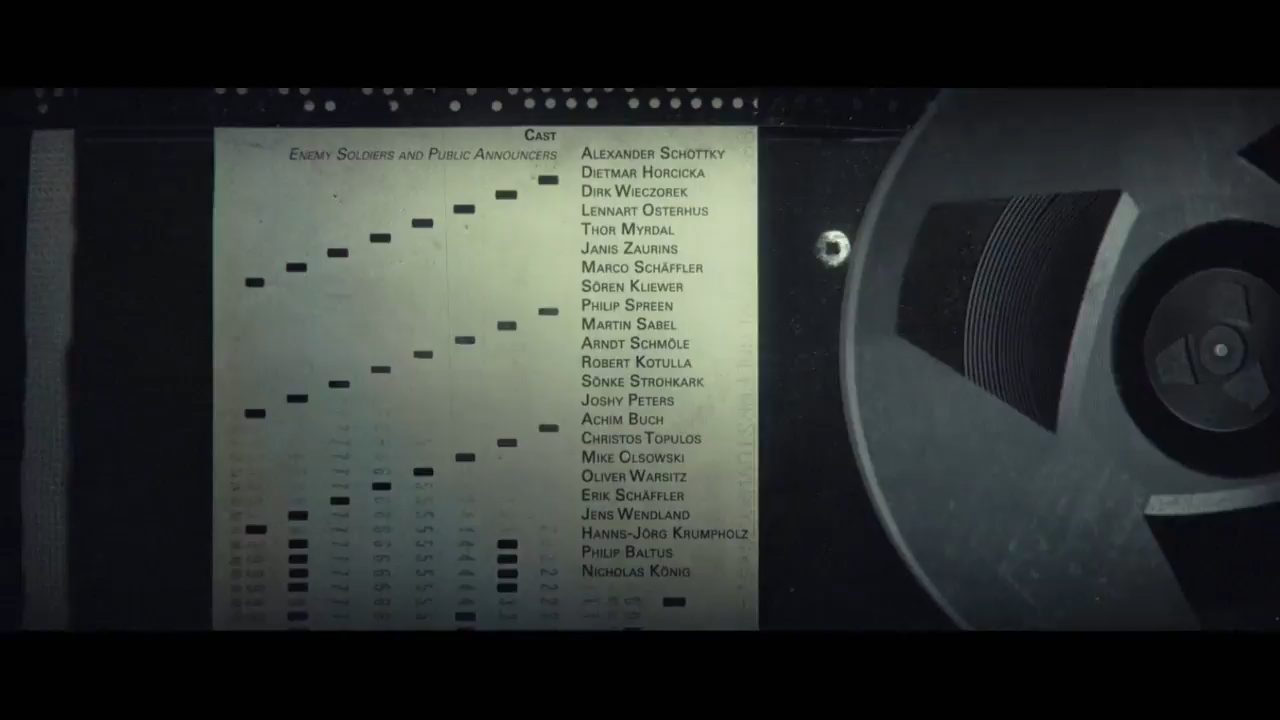 CAST
ENEMY SOLDIERS AND PUBLIC ANNOUNCERS ALEXANDER SCHOTTKY
DIETMAR HORCICKA
DIRK WIECZOREK
LENNART OSTERHUS
THOR MYRDAL
JANIS ZAURINS
MARCO SCHÄFFLER
SÖREN KLIEWER
PHILIP SPREEN
MARTIN SABEL
ARNDT SCHMÖLE
ROBERT KOTULLA
SÖNKE STROHKARK
JOSHY PETERS
ACHIM BUCH
CHRISTOS TOPULOS
MIKE OLSOWSKI
OLIVER WARSITZ
ERIK SCHÄFFLER
JENS WENDLAND
HANNS-JÖRG KRUMPHOLZ
PHILIP BALTUS
NICHOLAS KÖNIG